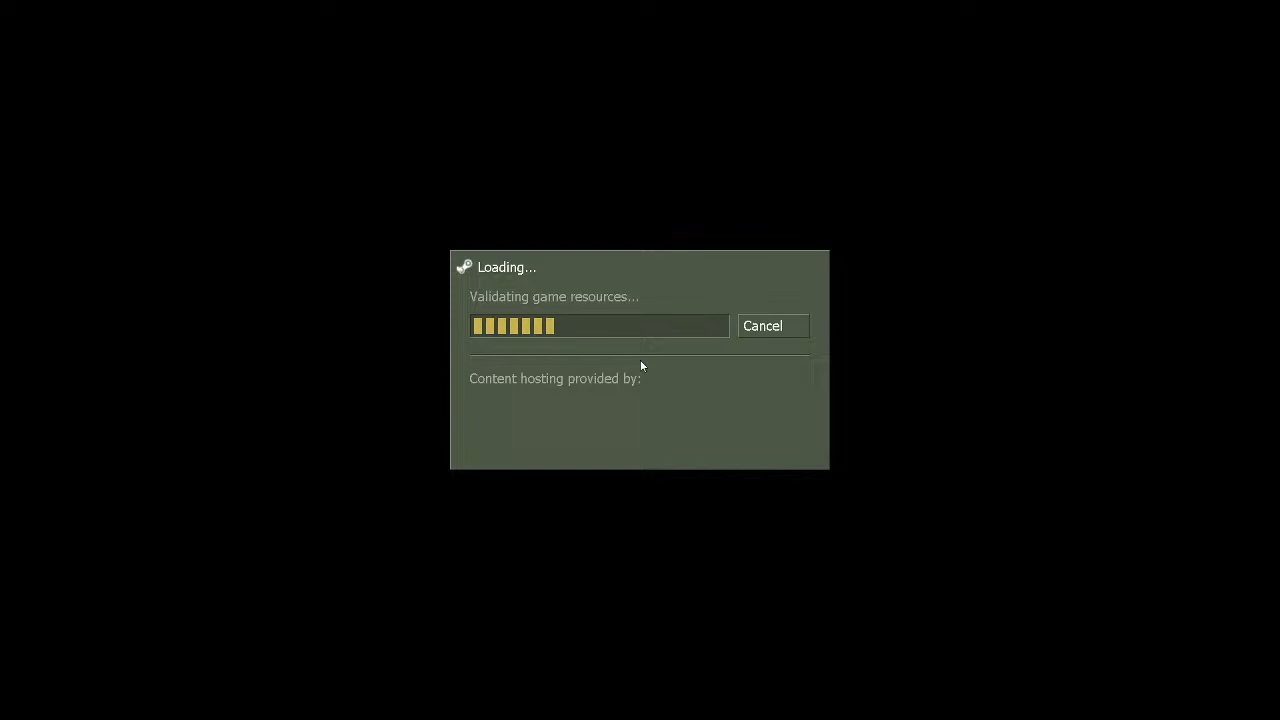 Loading...
Validating game resources...
Cancel
Content hosting provided by: